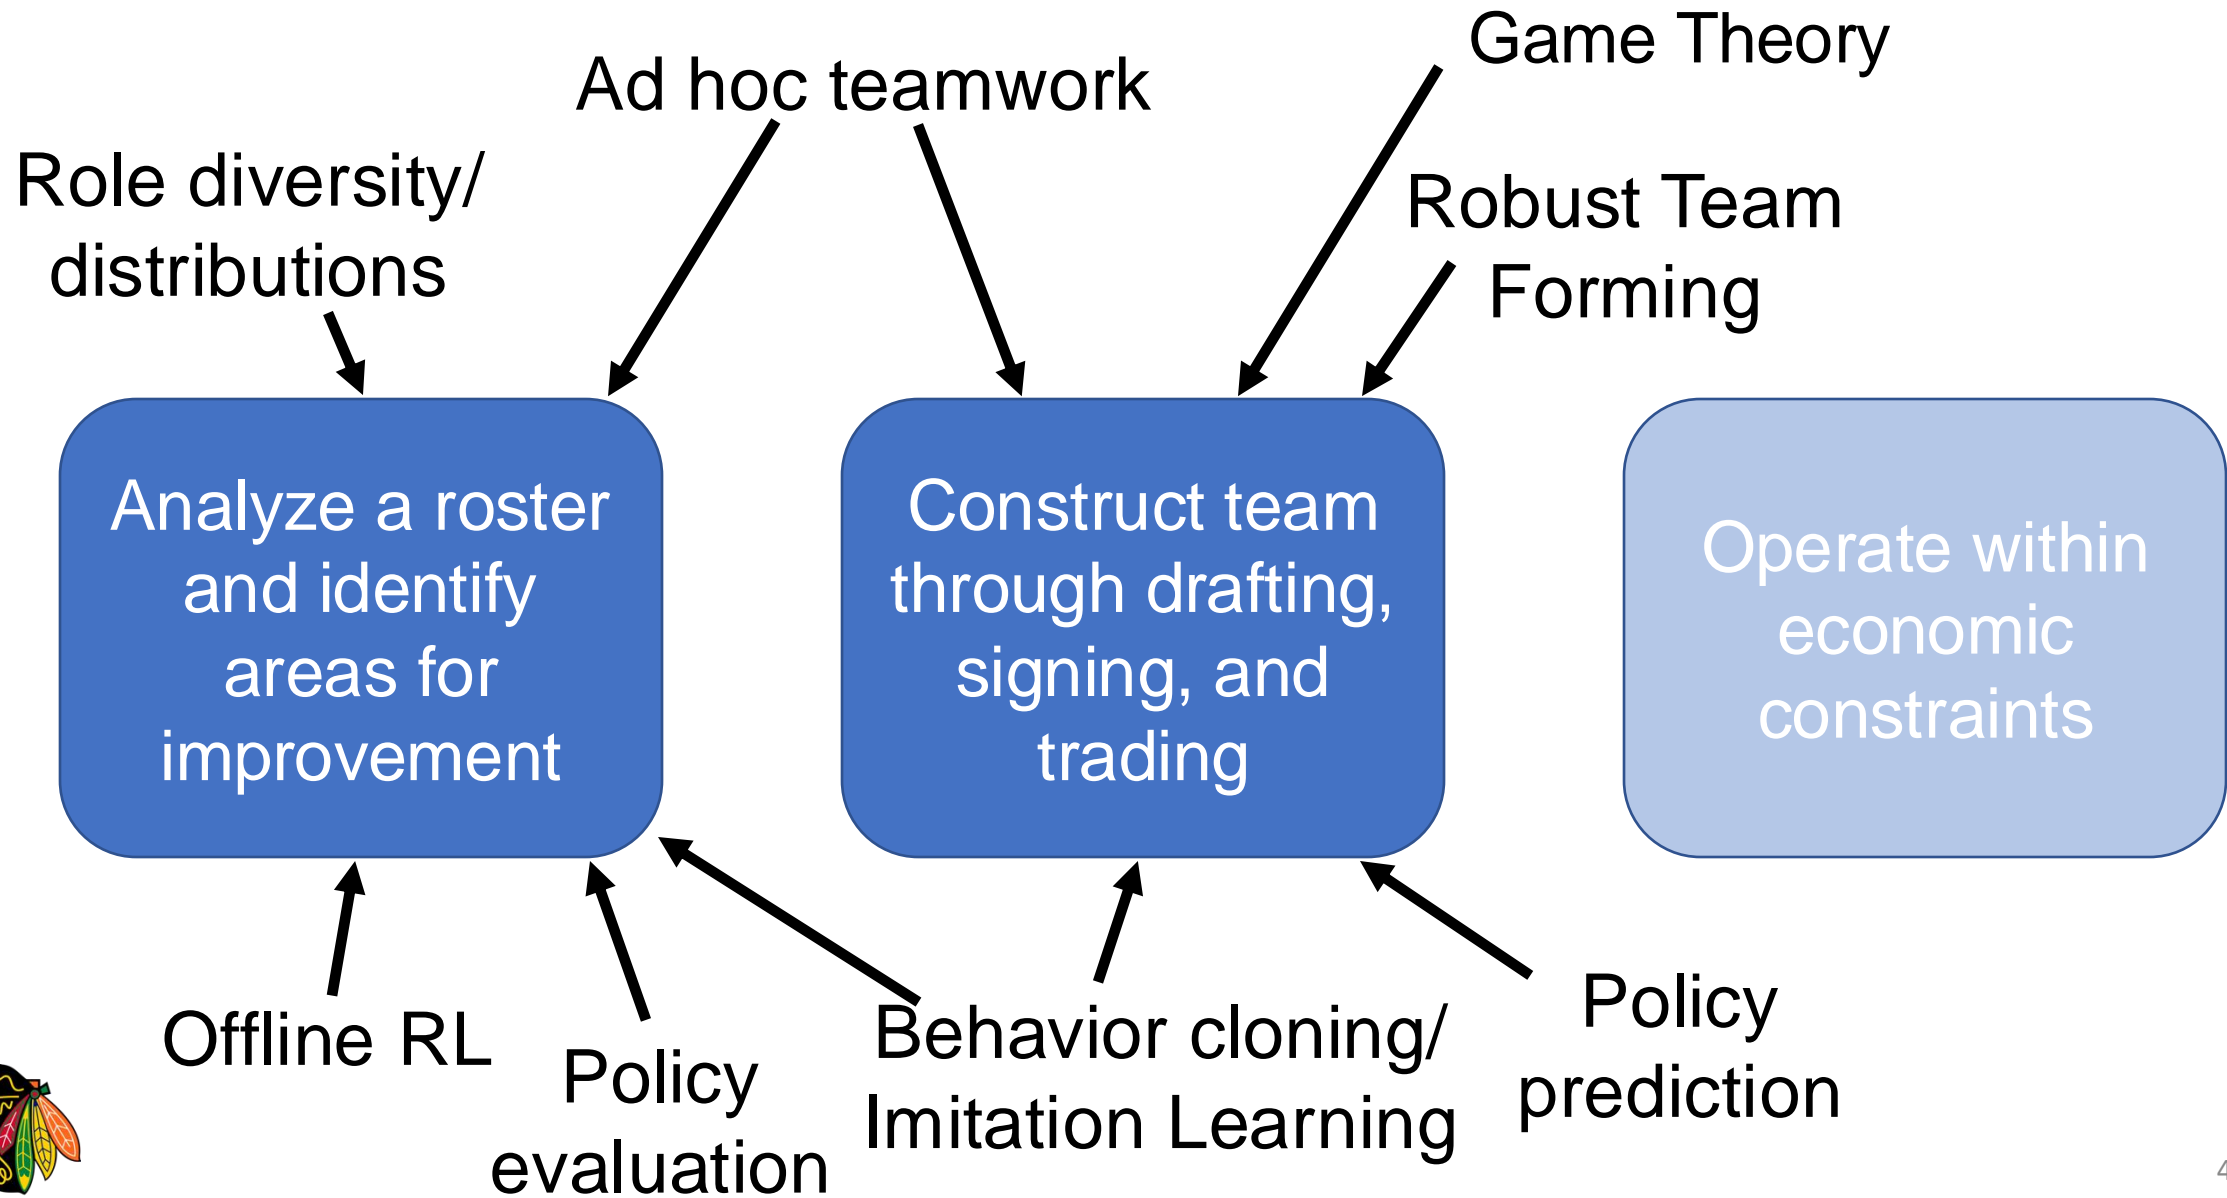 Game Theory
Ad hoc teamwork
Role diversity/
distributions
Robust Team
Forming
Analyze a roster
and identify
areas for
improvement
Construct team
through drafting,
signing, and
trading
Operate within
economic
constraints
Offline RL
Policy
evaluation
Behavior cloning/
Imitation Learning
Policy
prediction
4